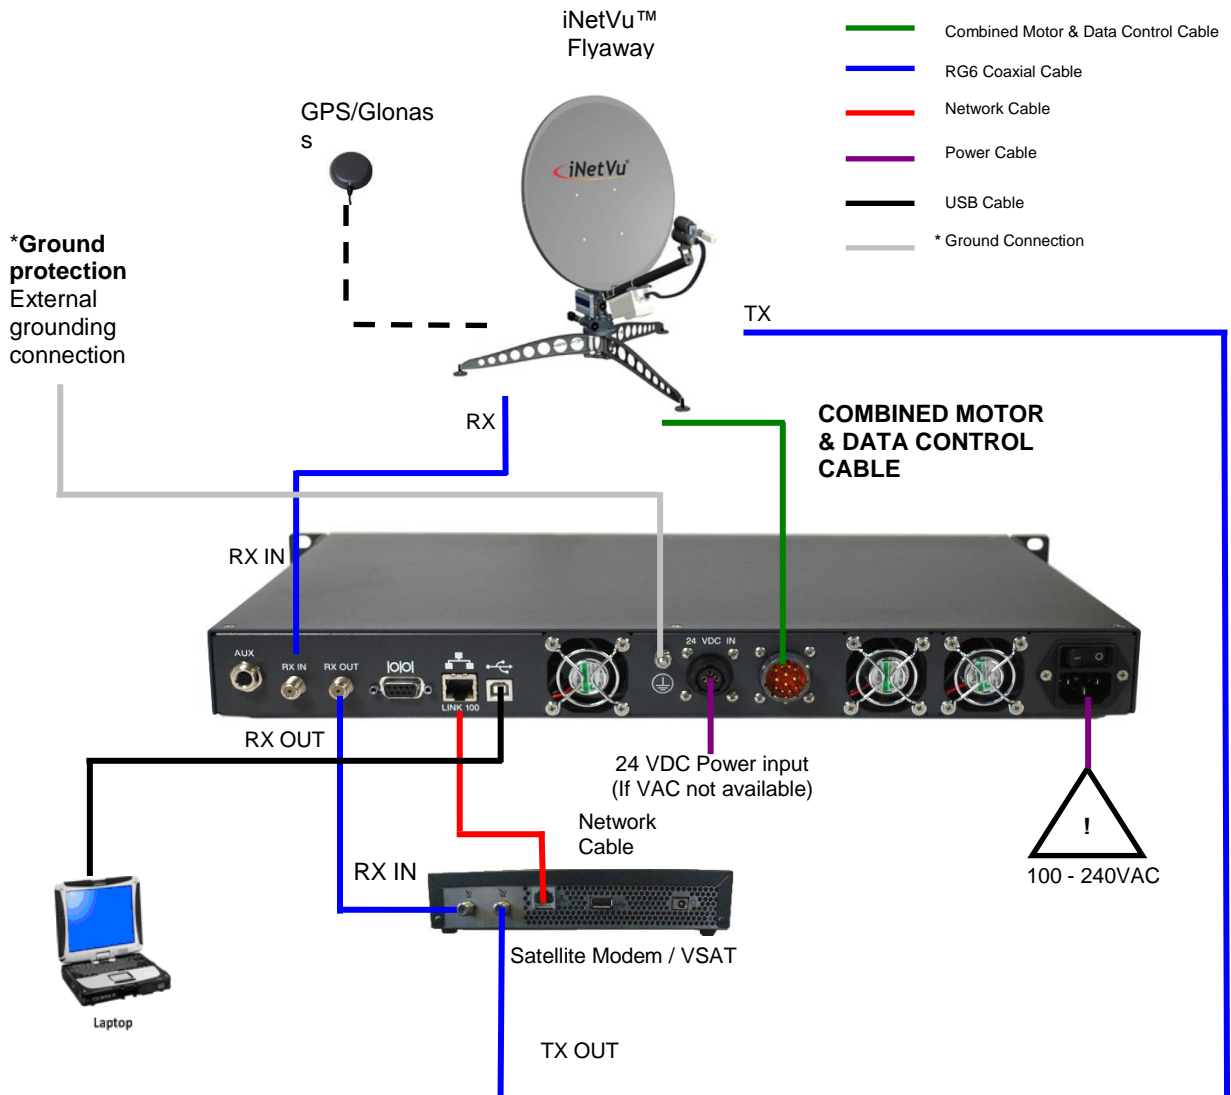 iNetVu™
Flyaway
Combined Motor & Data Control Cable
RG6 Coaxial Cable
Network Cable
Power Cable
USB Cable
* Ground Connection
GPS/Glonas
s
iNetVu
*Ground
protection
External
grounding
connection
TX
RX
COMBINED MOTOR
& DATA CONTROL
CABLE
RX IN
AUX
RX IN
RX OUT
|O|O|
LINK 100
24 VDC IN
RX OUT
24 VDC Power input
(If VAC not available)
Network
Cable
!
100 - 240VAC
RX IN
Satellite Modem / VSAT
Laptop
TX OUT